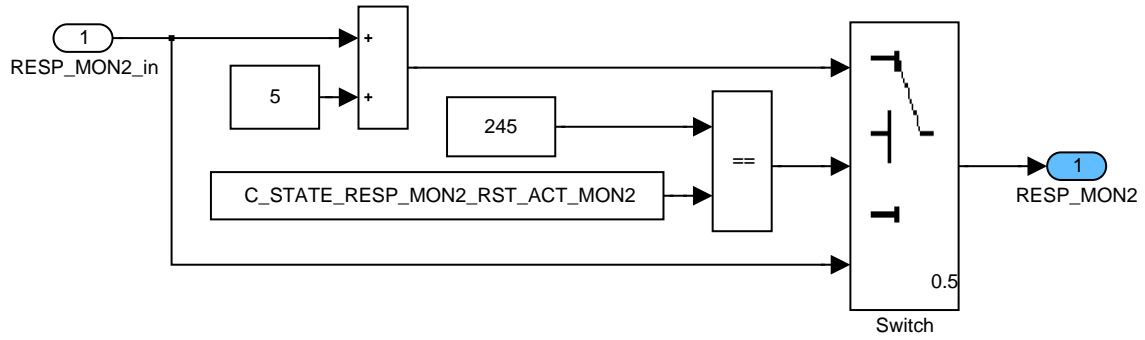 1
RESP_MON2_in
+
+
5
245
==
C_STATE_RESP_MON2_RST_ACT_MON2
0.5
Switch
1
RESP_MON2